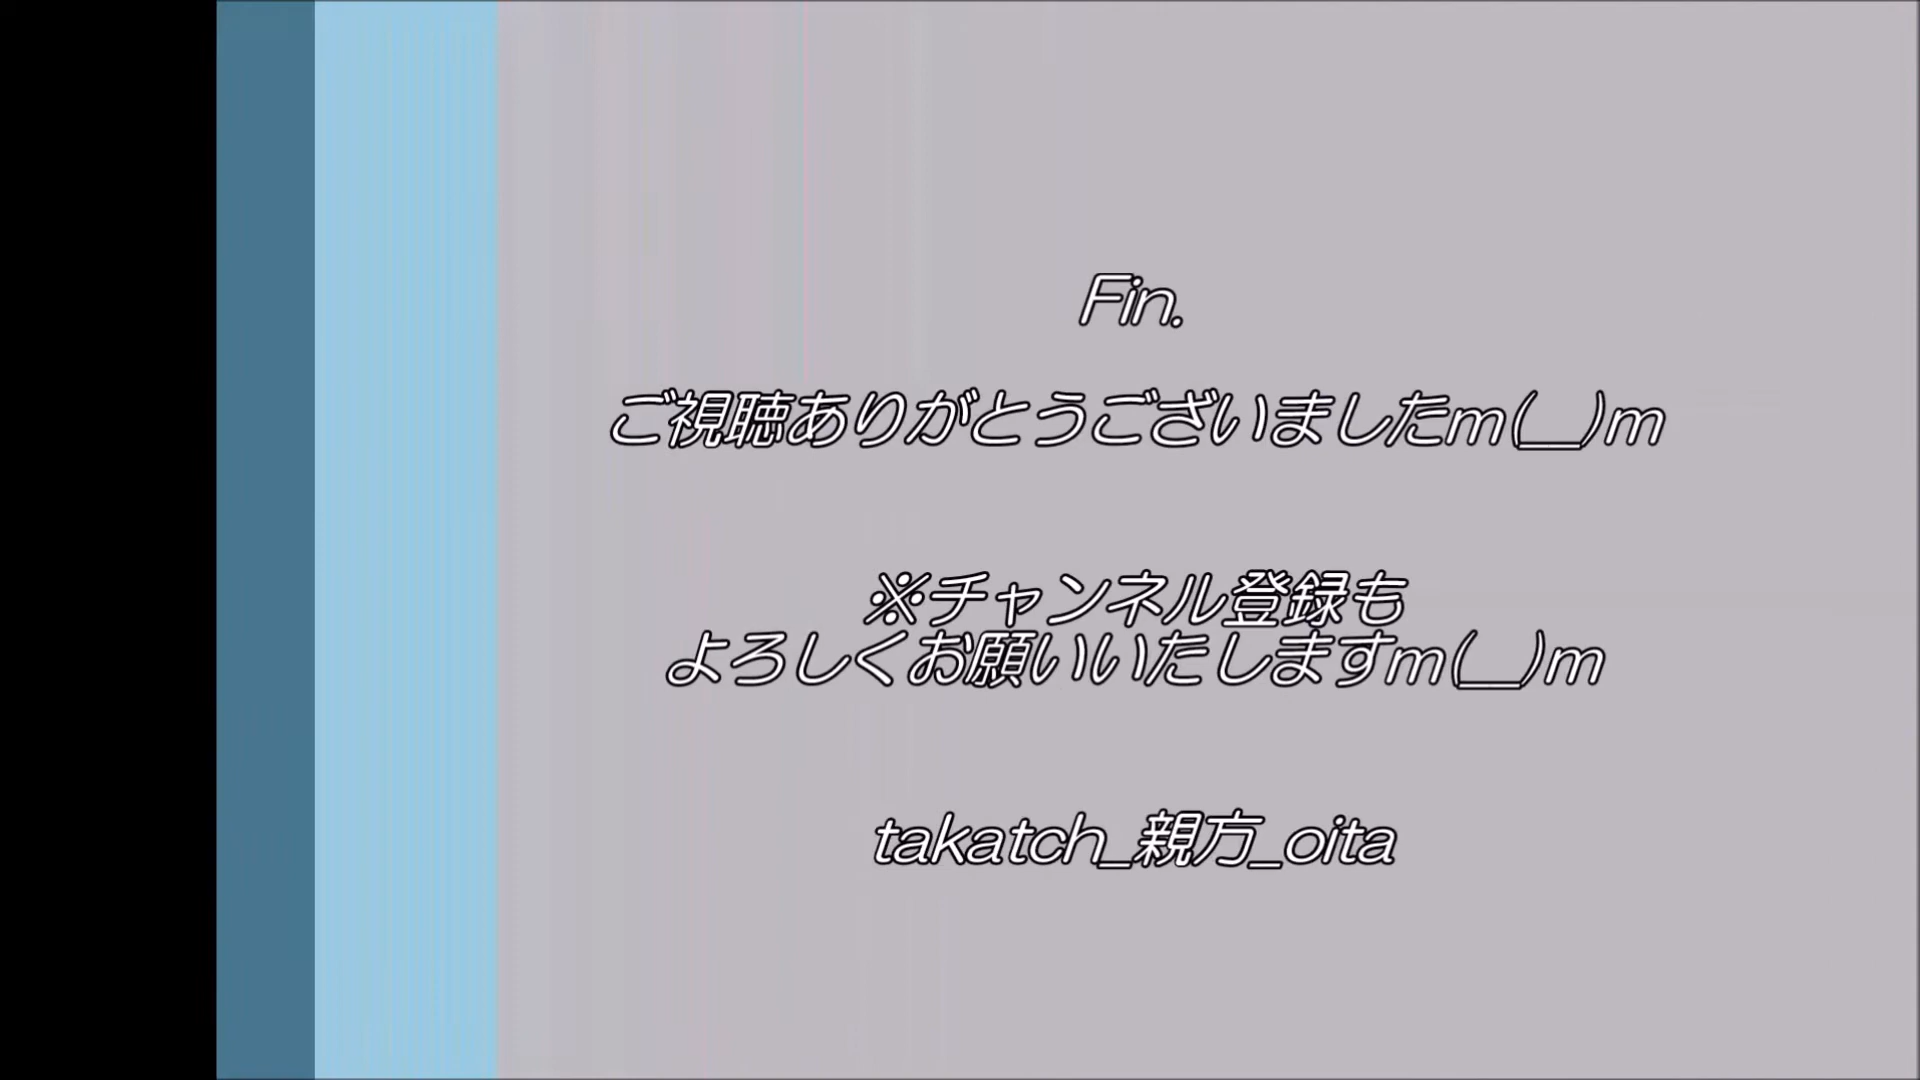 Fin.
ご視聴ありがとうございましたm(__)m
※チャンネル登録も
よろしくお願いいたしますm(__)m
takatch_親方_oita